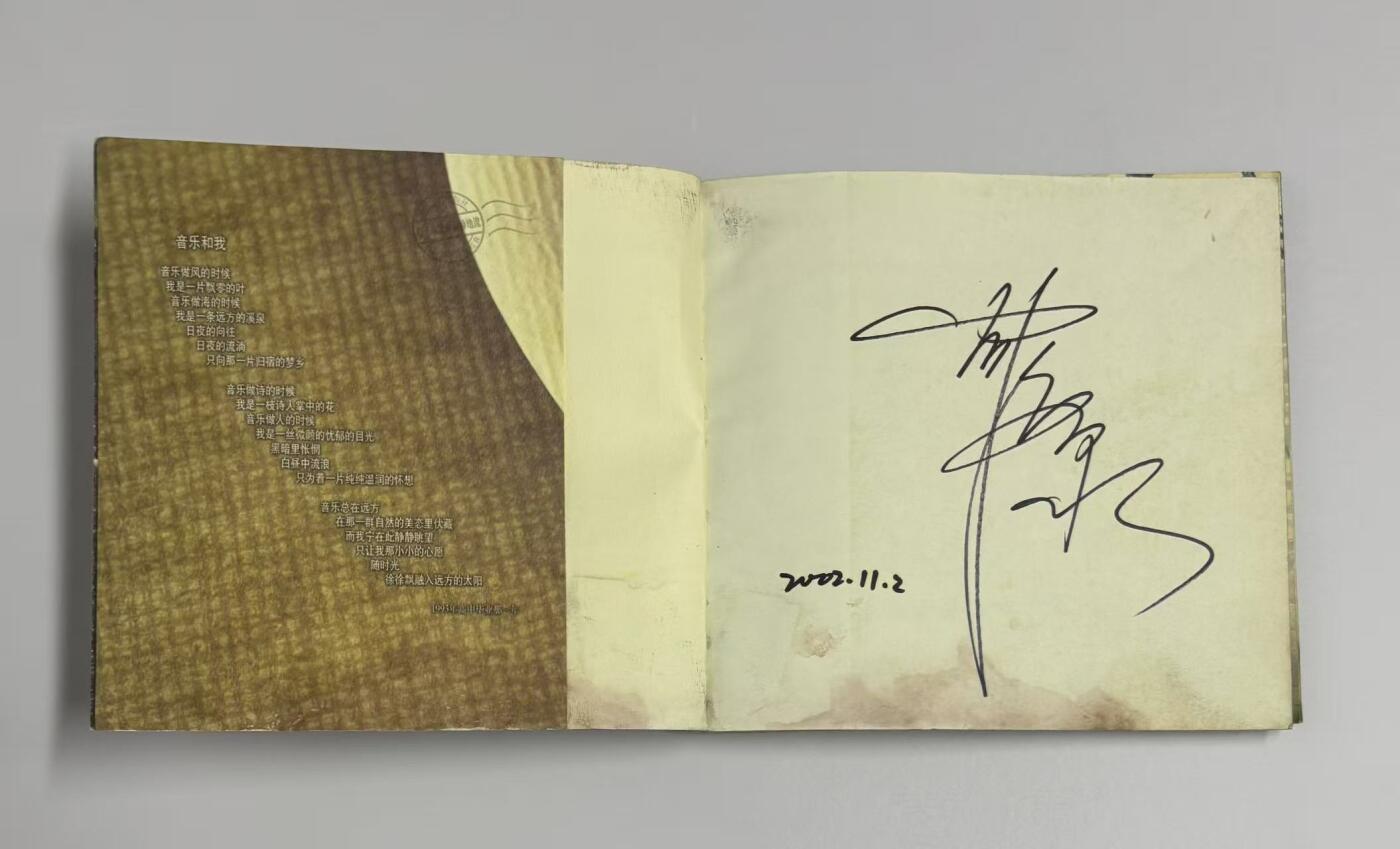 音乐和我
音乐做风的时候
我是一片飘零的叶
音乐做海的时候
我是一条远方的溪泉
日夜的向往
日夜的流淌
只向那一片归宿的梦乡
音乐做诗的时候
我是一枝诗人掌中的花
音乐做人的时候
我是一丝微颐的忧郁的目光
黑暗里怅惘
白昼中流浪
只为着一片纯纯温润的怀想
音乐总在远方
在那一群自然的美态里伏藏
而我宁在此静静眺望
只让我那小小的心愿
随时光
徐徐飘融入远方的太阳
2002.11.2